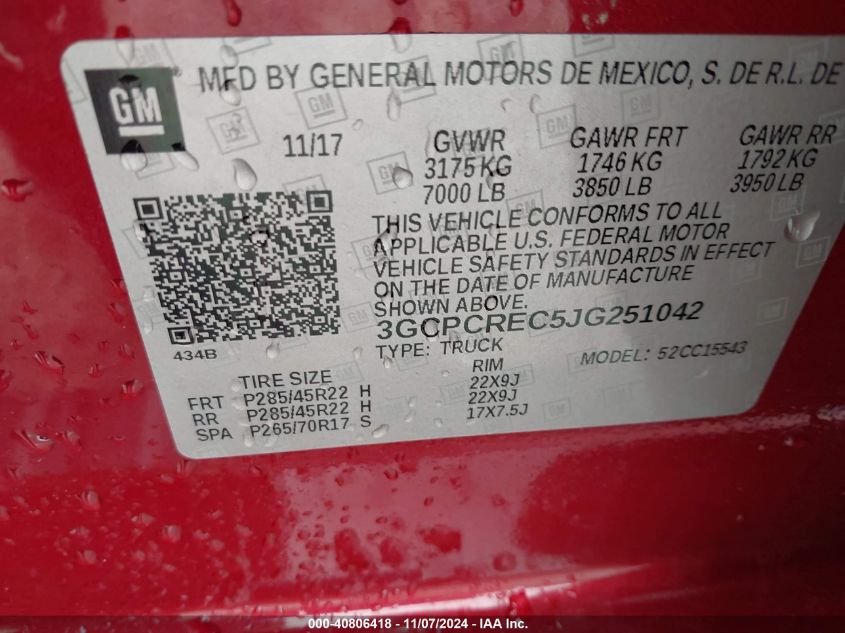 GM
MFD BY GENERAL MOTORS DE MEXICO, S. DE R.L. DE
11/17 GVWR GAWR FRT GAWR RR
3175 KG 1746 KG 1792 KG
7000 LB 3850 LB 3950 LB
THIS VEHICLE CONFORMS TO ALL
APPLICABLE U.S. FEDERAL MOTOR
VEHICLE SAFETY STANDARDS IN EFFECT
ON THE DATE OF MANUFACTURE
SHOWN ABOVE.
3GCPCREC5JG251042
434B TYPE: TRUCK MODEL: 52CC15543
TIRE SIZE RIM
FRT P285/45R22 H 22X9J
RR P285/45R22 H 22X9J
SPA P265/70R17 S 17X7.5J
000-40806418 - 11/07/2024 - IAA Inc.